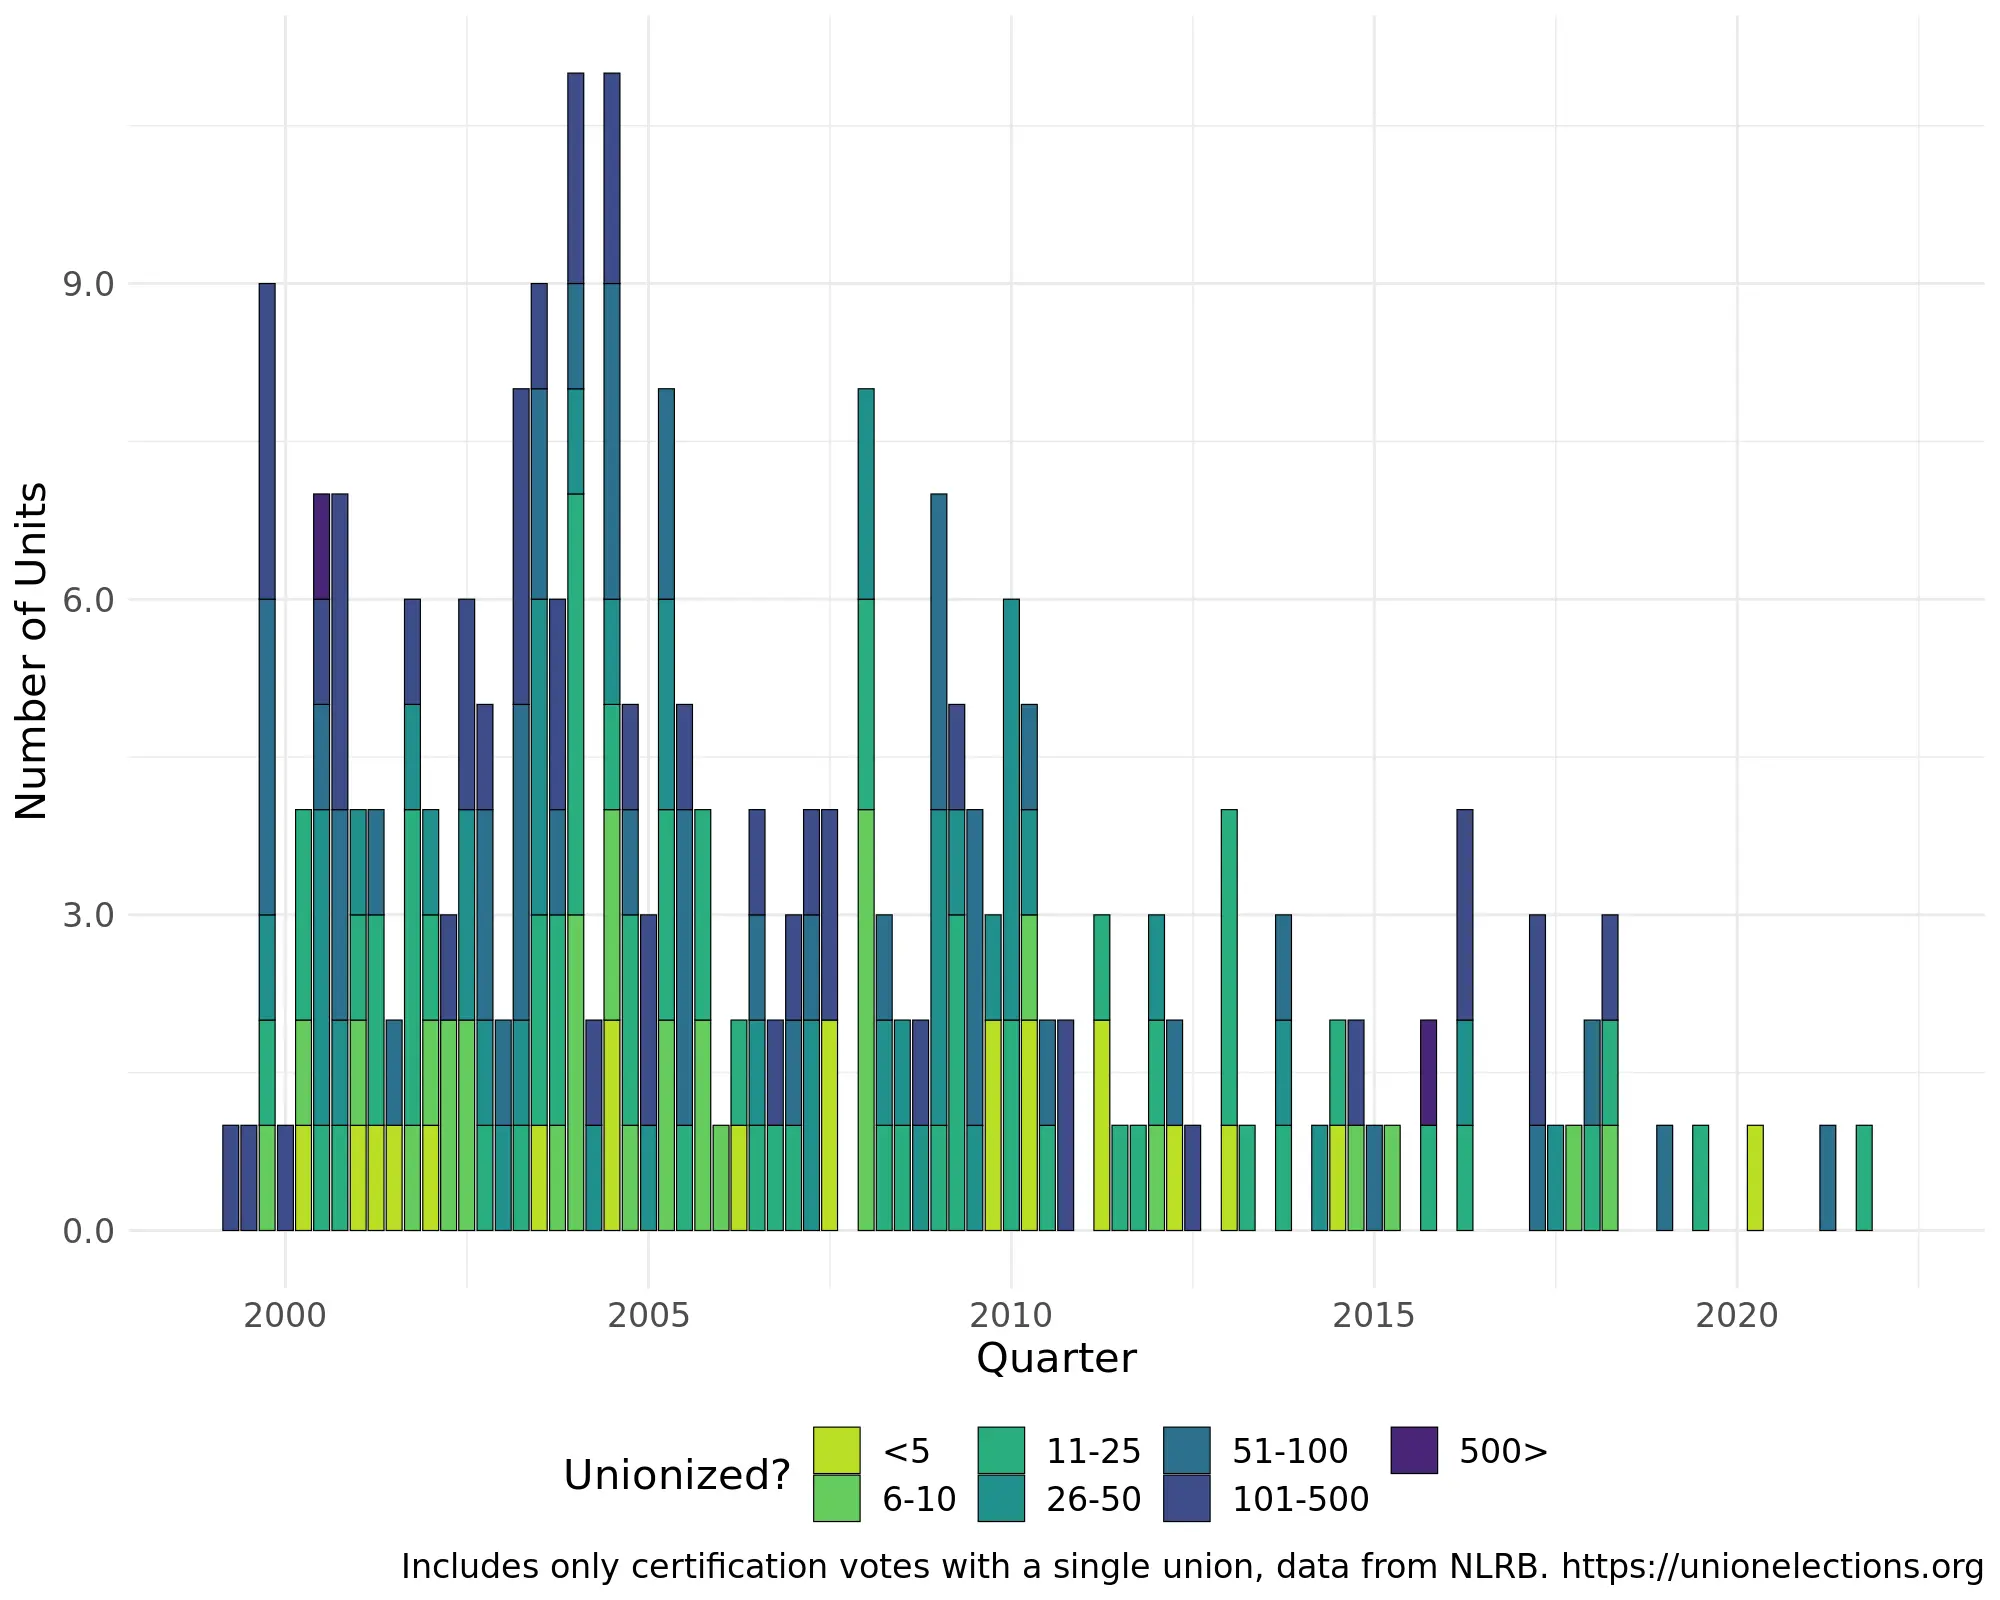 9.0
6.0
3.0
0.0
Number of Units
2000 2005 2010 2015 2020
Quarter
Unionized?
<5 11-25 51-100 500>
6-10 26-50 101-500
Includes only certification votes with a single union, data from NLRB. https://unionelections.org